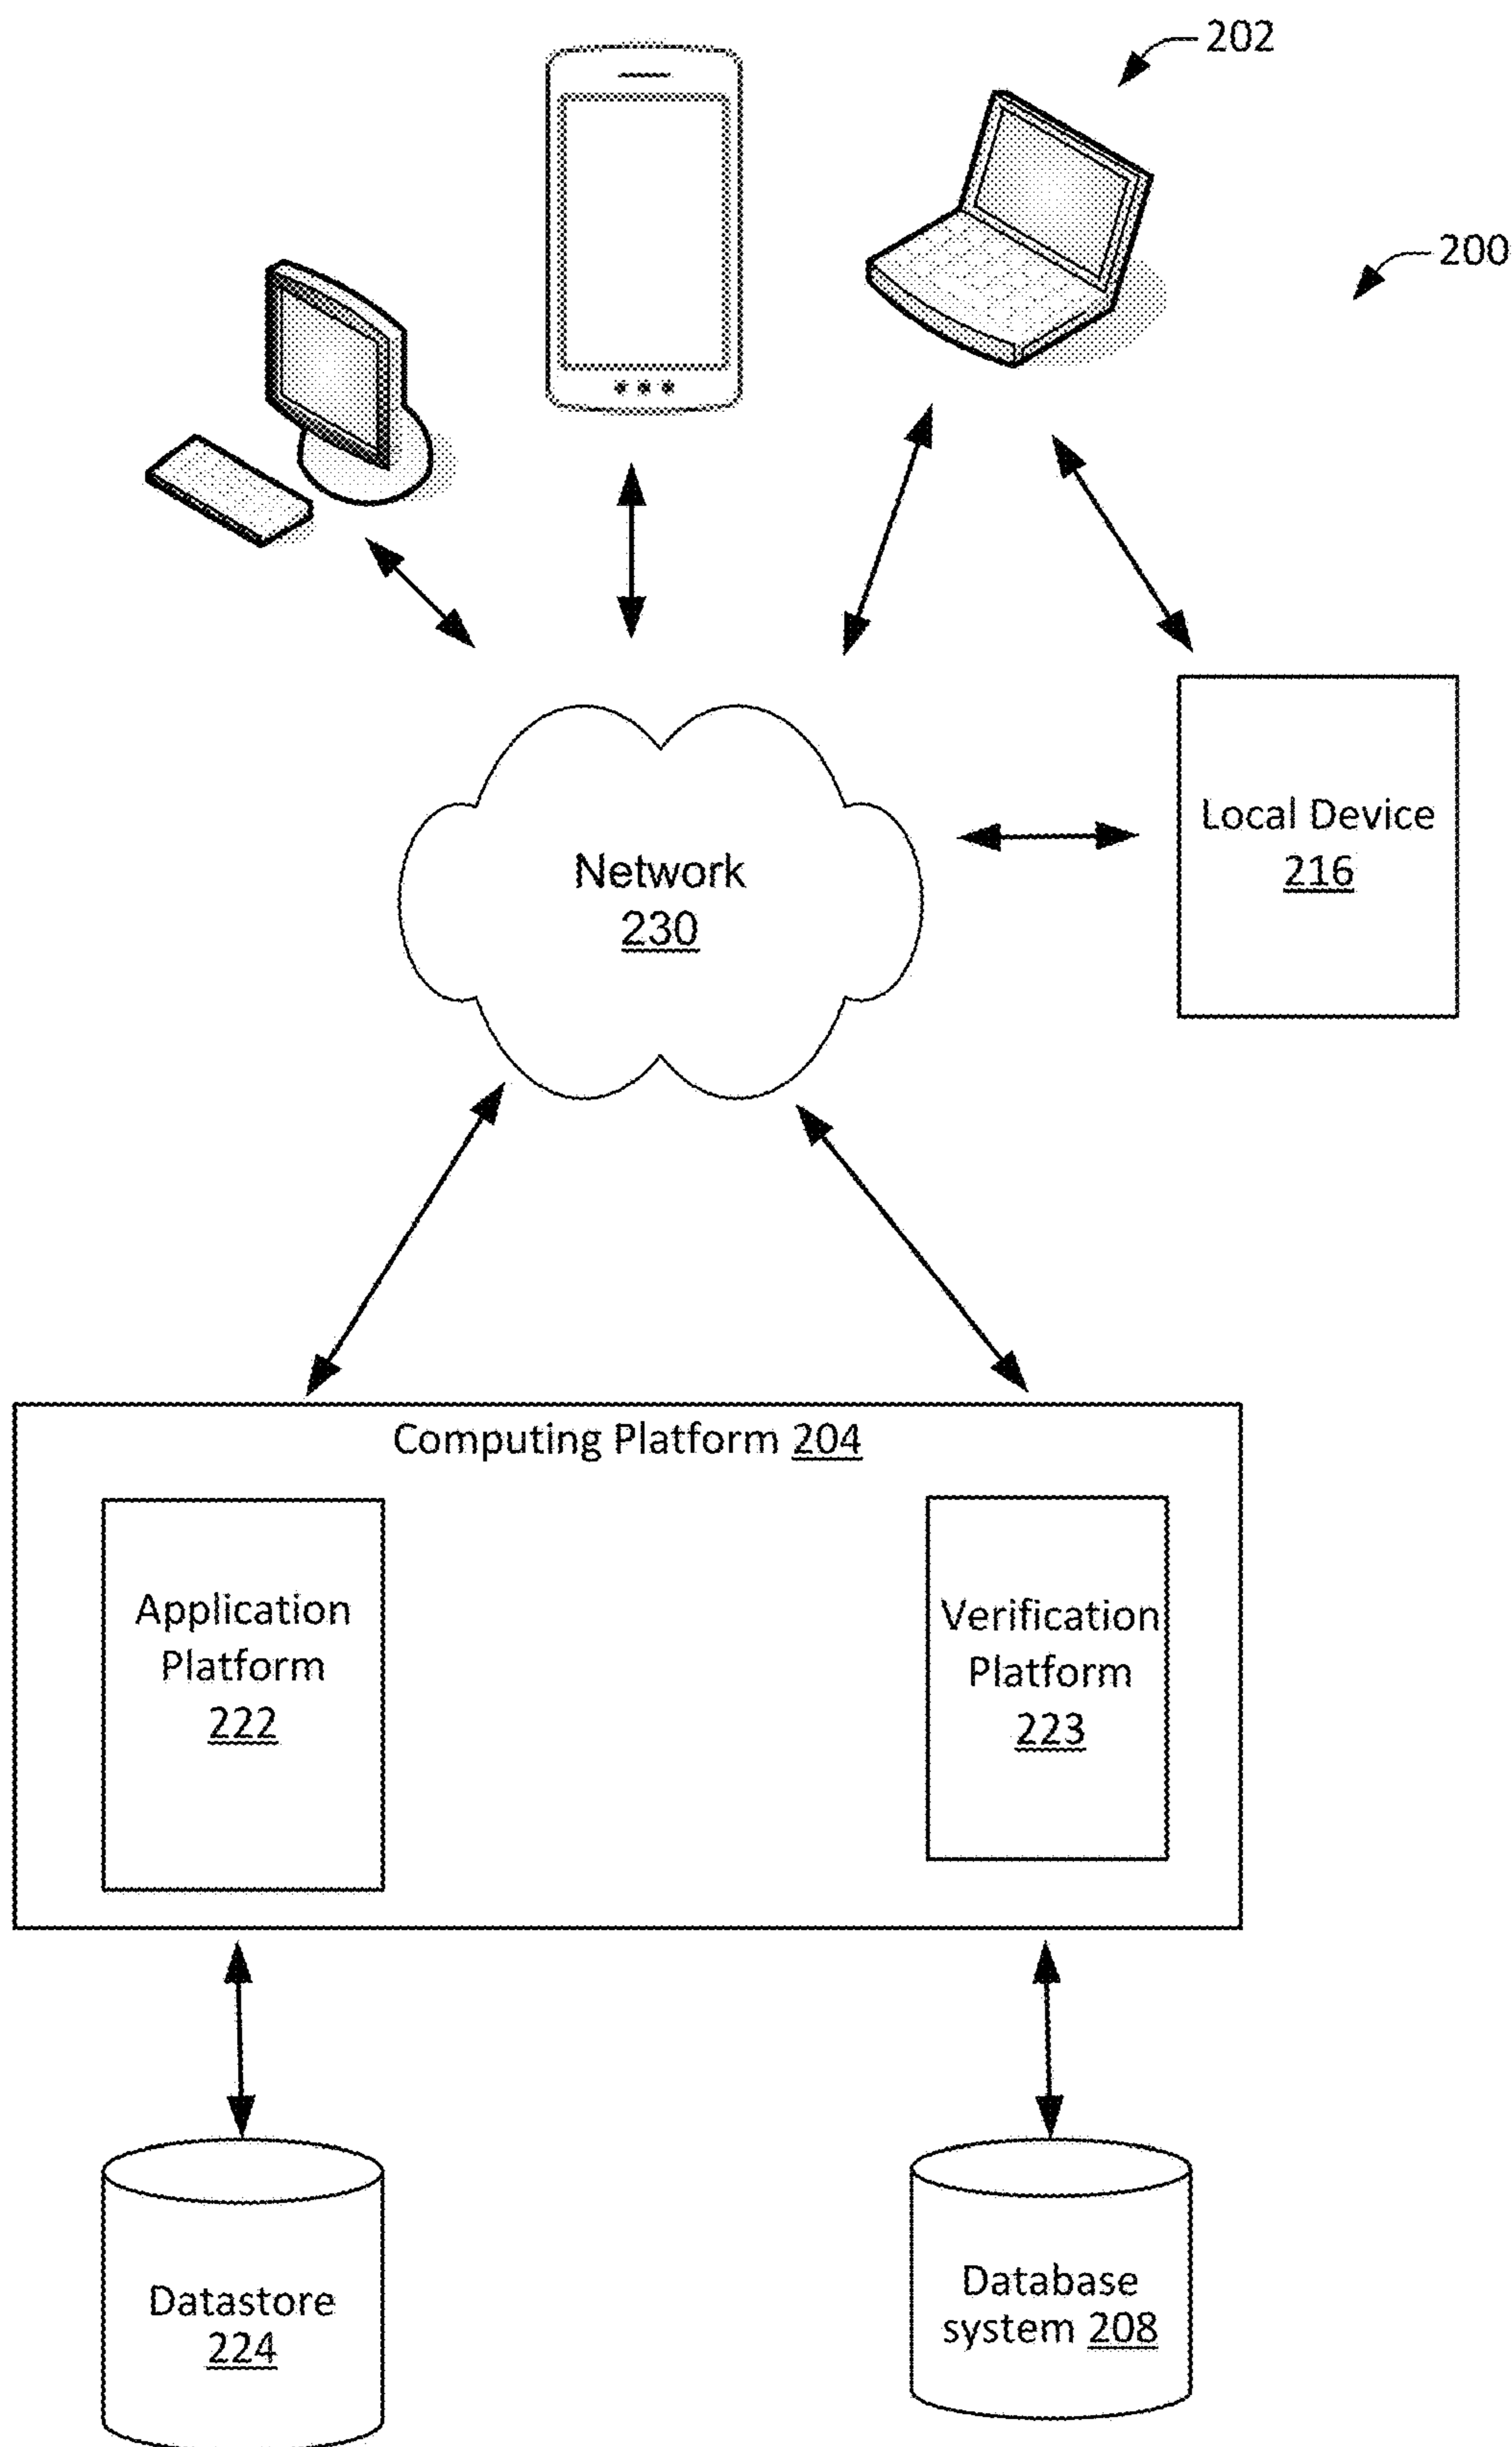 202
200
Network
230
Local Device
216
Computing Platform 204
Application
Platform
222
Verification
Platform
223
Datastore
224
Database
system 208